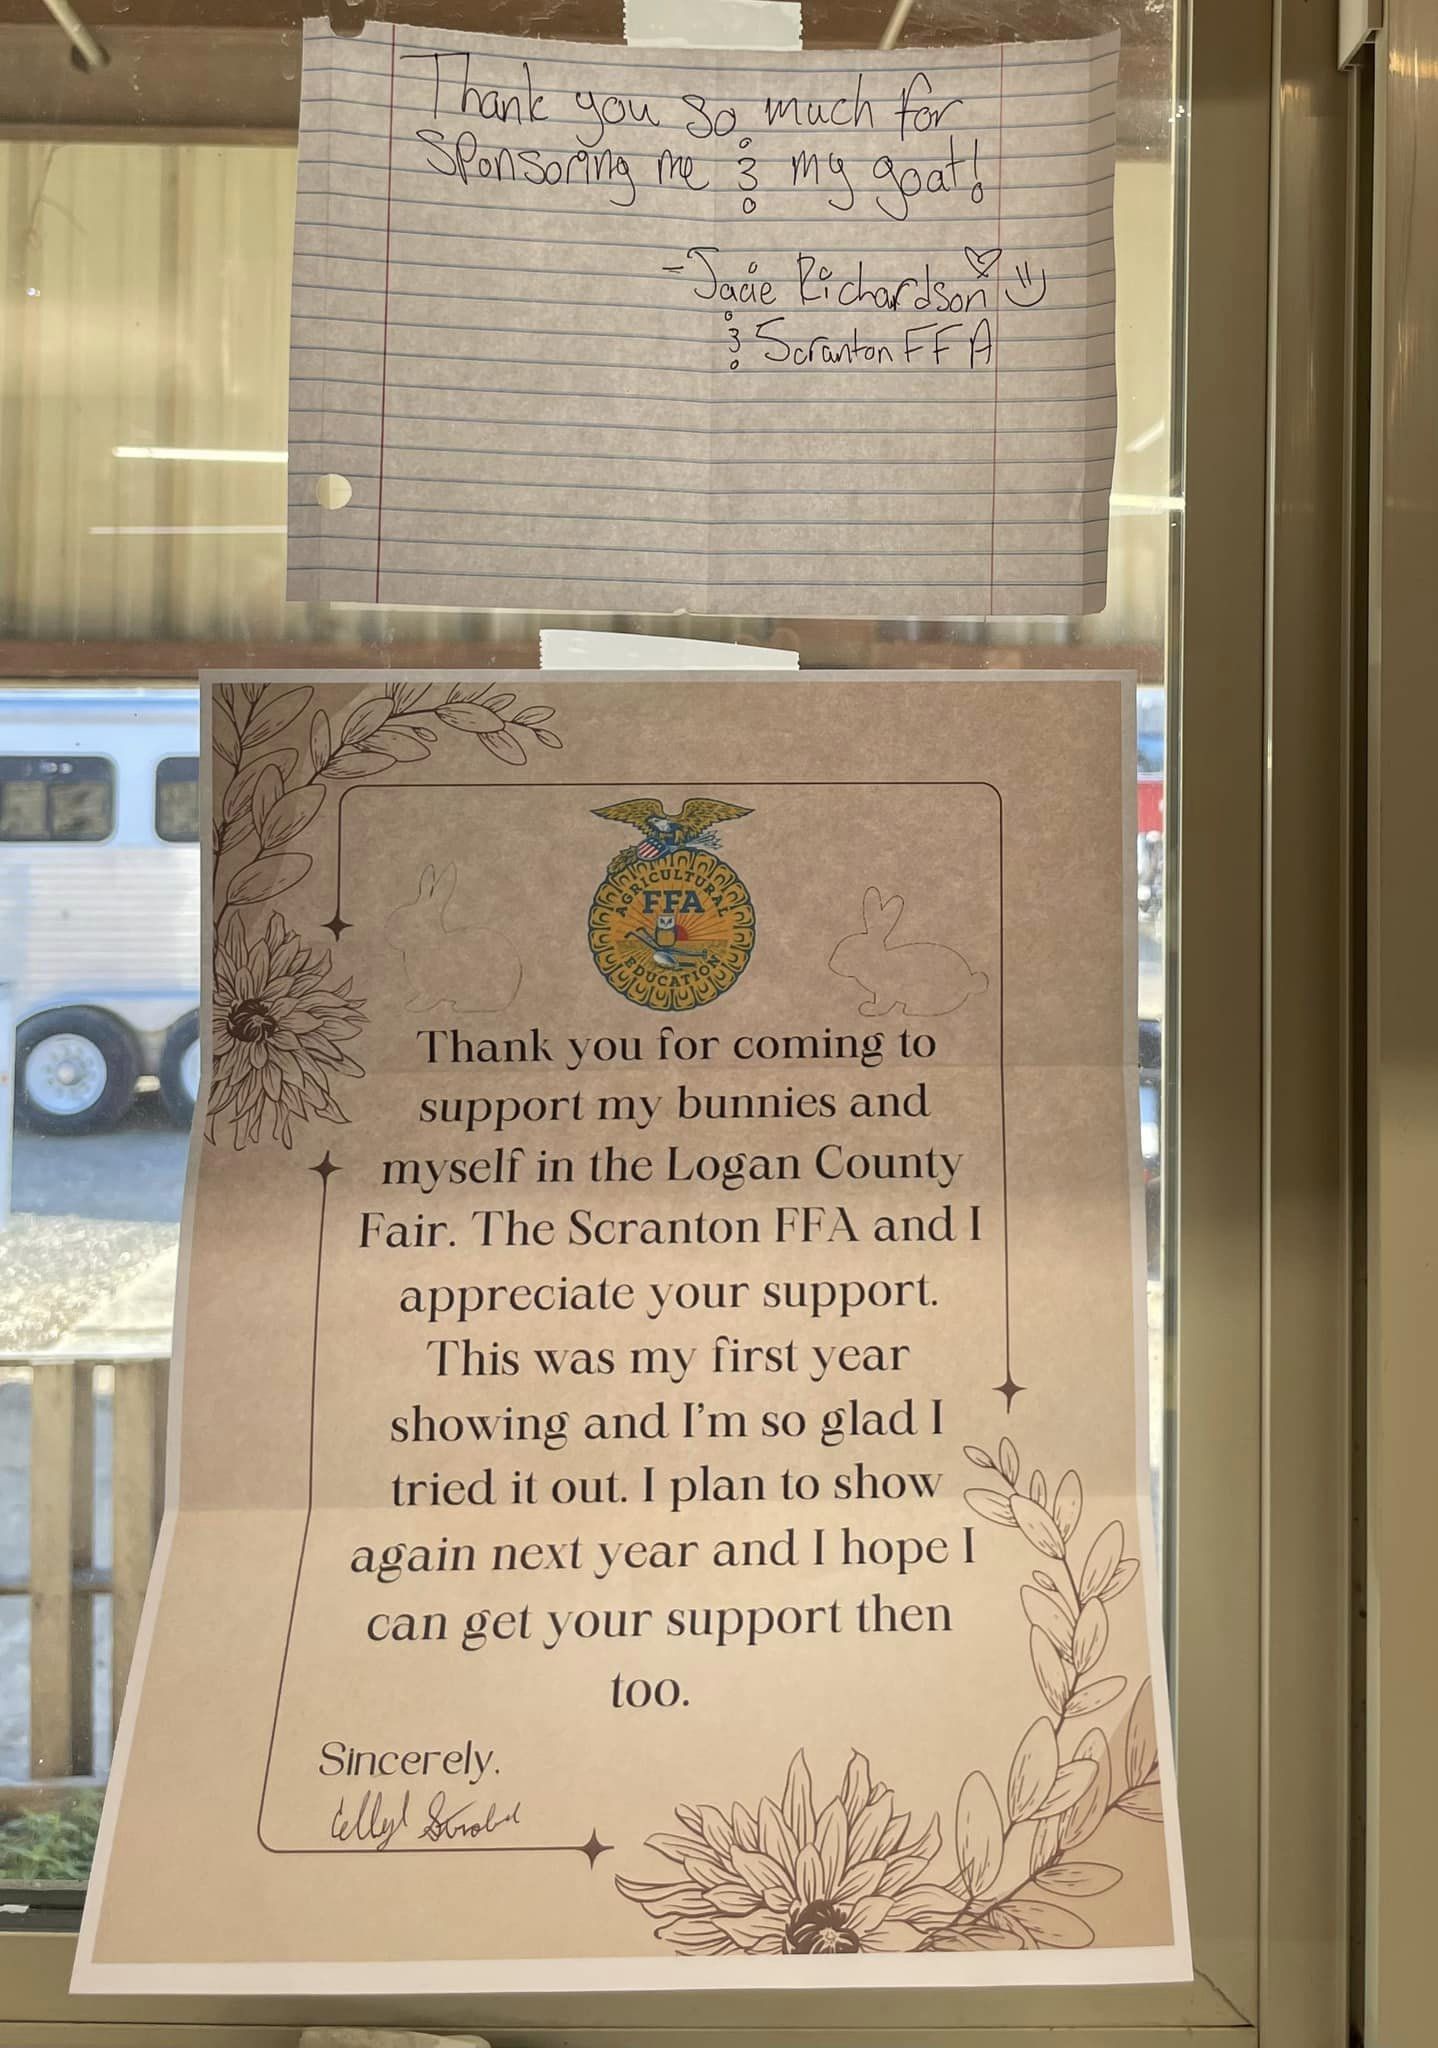 Thank you so much for
sponsoring me & my goat!
- Jacie Richardson
& Scranton FFA
AGRICULTURAL
FFA
EDUCATION
Thank you for coming to
support my bunnies and
myself in the Logan County
Fair. The Scranton FFA and I
appreciate your support.
This was my first year
showing and I'm so glad I
tried it out. I plan to show
again next year and I hope I
can get your support then
too.
Sincerely.